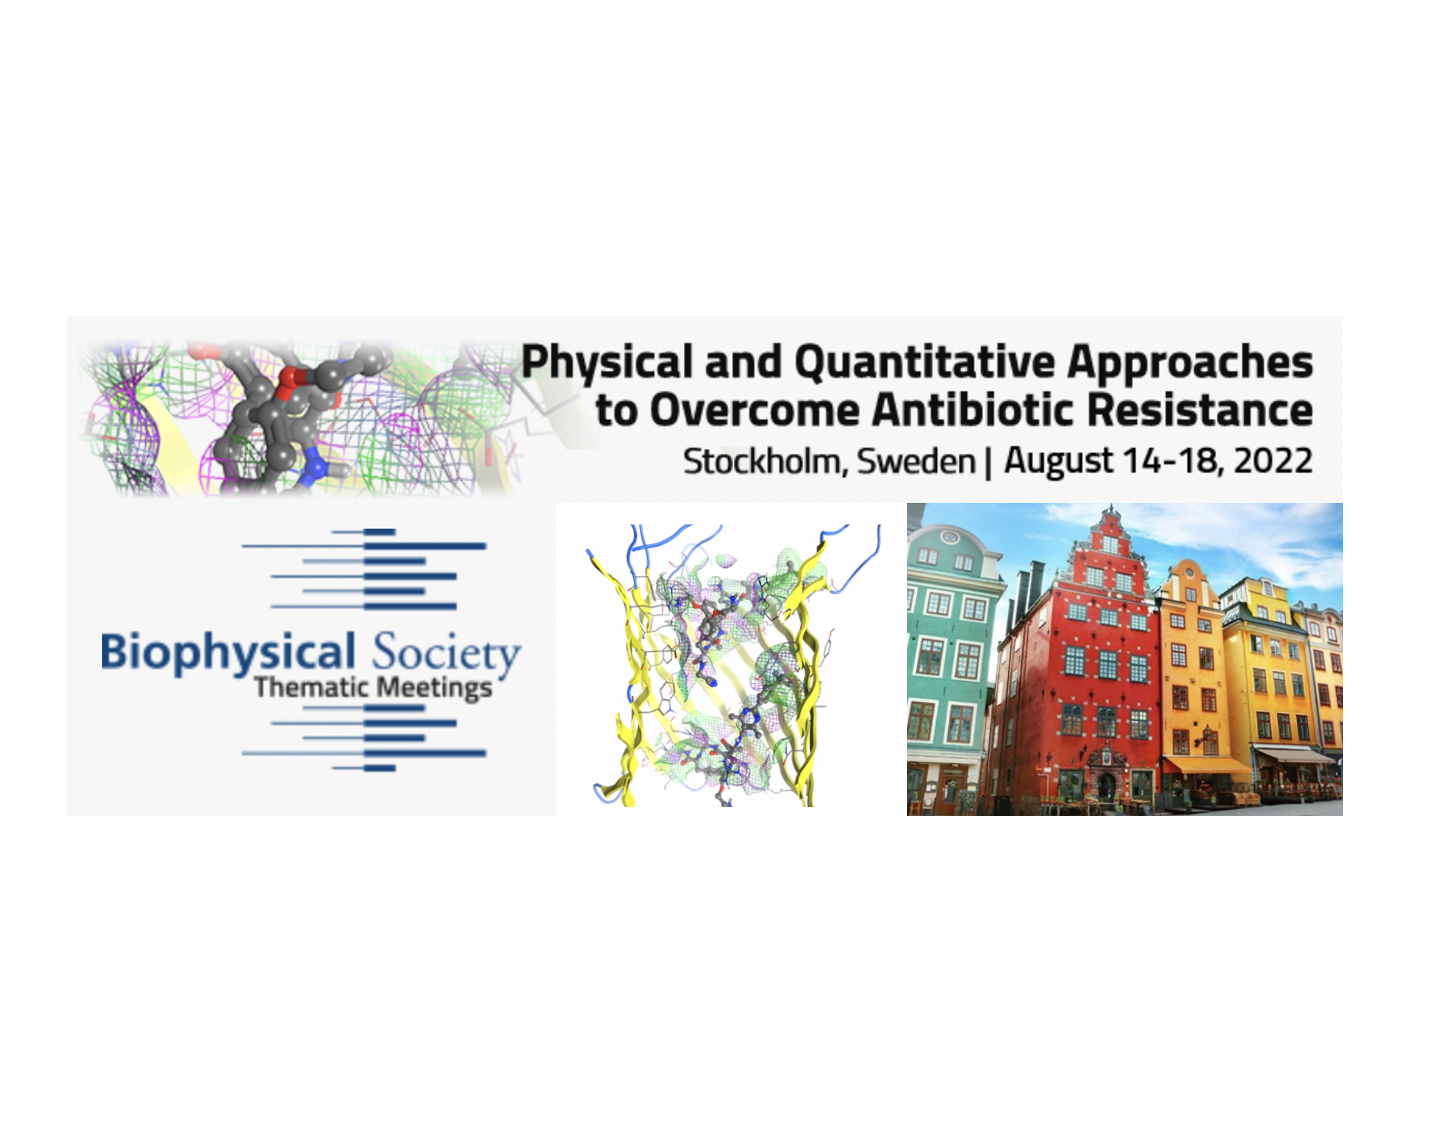 Physical and Quantitative Approaches
to Overcome Antibiotic Resistance
Stockholm, Sweden | August 14-18, 2022
Biophysical Society
Thematic Meetings